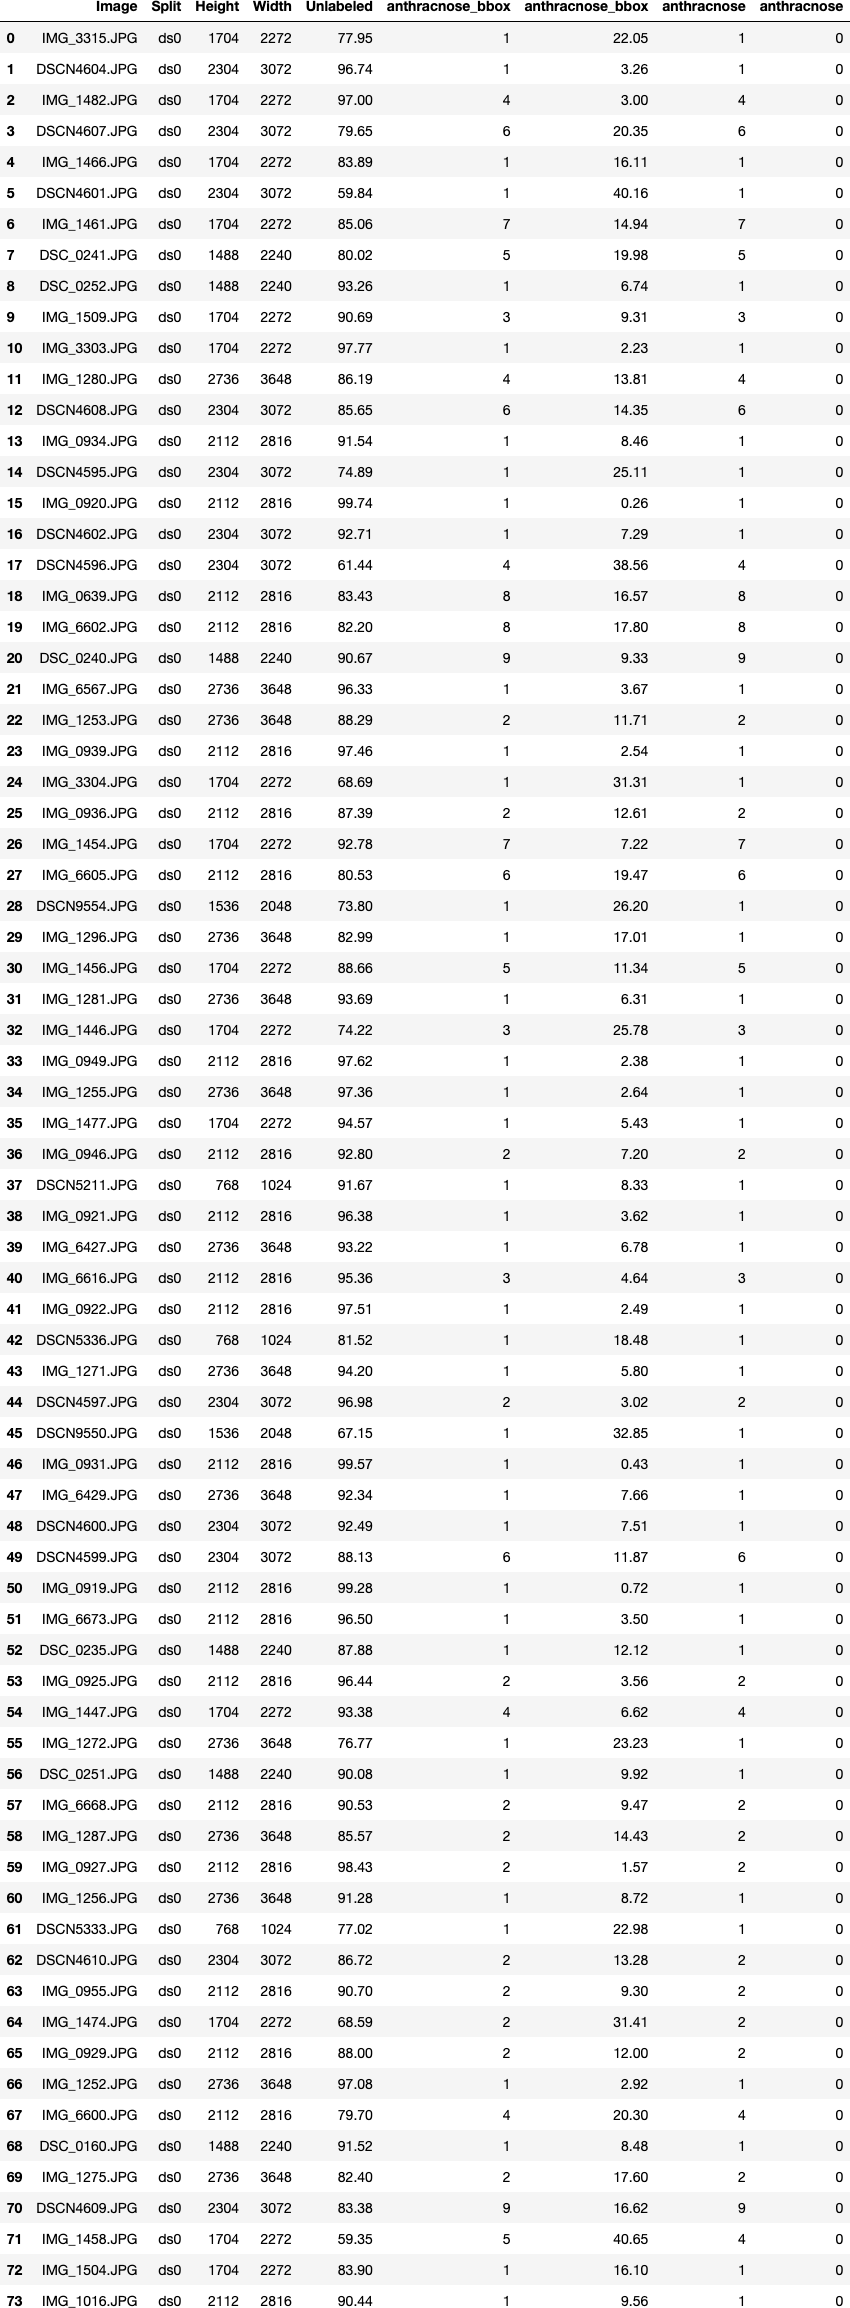 Image Split Height Width Unlabeled anthracnose_bbox anthracnose_bbox anthracnose anthracnose
0 IMG_3315.JPG ds0 1704 2272 77.95 1 22.05 1 0
1 DSCN4604.JPG ds0 2304 3072 96.74 1 3.26 1 0
2 IMG_1482.JPG ds0 1704 2272 97.00 4 3.00 4 0
3 DSCN4607.JPG ds0 2304 3072 79.65 6 20.35 6 0
4 IMG_1466.JPG ds0 1704 2272 83.89 1 16.11 1 0
5 DSCN4601.JPG ds0 2304 3072 59.84 1 40.16 1 0
6 IMG_1461.JPG ds0 1704 2272 85.06 7 14.94 7 0
7 DSC_0241.JPG ds0 1488 2240 80.02 5 19.98 5 0
8 DSC_0252.JPG ds0 1488 2240 93.26 1 6.74 1 0
9 IMG_1509.JPG ds0 1704 2272 90.69 3 9.31 3 0
10 IMG_3303.JPG ds0 1704 2272 97.77 1 2.23 1 0
11 IMG_1280.JPG ds0 2736 3648 86.19 4 13.81 4 0
12 DSCN4608.JPG ds0 2304 3072 85.65 6 14.35 6 0
13 IMG_0934.JPG ds0 2112 2816 91.54 1 8.46 1 0
14 DSCN4595.JPG ds0 2304 3072 74.89 1 25.11 1 0
15 IMG_0920.JPG ds0 2112 2816 99.74 1 0.26 1 0
16 DSCN4602.JPG ds0 2304 3072 92.71 1 7.29 1 0
17 DSCN4596.JPG ds0 2304 3072 61.44 4 38.56 4 0
18 IMG_0639.JPG ds0 2112 2816 83.43 8 16.57 8 0
19 IMG_6602.JPG ds0 2112 2816 82.20 8 17.80 8 0
20 DSC_0240.JPG ds0 1488 2240 90.67 9 9.33 9 0
21 IMG_6567.JPG ds0 2736 3648 96.33 1 3.67 1 0
22 IMG_1253.JPG ds0 2736 3648 88.29 2 11.71 2 0
23 IMG_0939.JPG ds0 2112 2816 97.46 1 2.54 1 0
24 IMG_3304.JPG ds0 1704 2272 68.69 1 31.31 1 0
25 IMG_0936.JPG ds0 2112 2816 87.39 2 12.61 2 0
26 IMG_1454.JPG ds0 1704 2272 92.78 7 7.22 7 0
27 IMG_6605.JPG ds0 2112 2816 80.53 6 19.47 6 0
28 DSCN9554.JPG ds0 1536 2048 73.80 1 26.20 1 0
29 IMG_1296.JPG ds0 2736 3648 82.99 1 17.01 1 0
30 IMG_1456.JPG ds0 1704 2272 88.66 5 11.34 5 0
31 IMG_1281.JPG ds0 2736 3648 93.69 1 6.31 1 0
32 IMG_1446.JPG ds0 1704 2272 74.22 3 25.78 3 0
33 IMG_0949.JPG ds0 2112 2816 97.62 1 2.38 1 0
34 IMG_1255.JPG ds0 2736 3648 97.36 1 2.64 1 0
35 IMG_1477.JPG ds0 1704 2272 94.57 1 5.43 1 0
36 IMG_0946.JPG ds0 2112 2816 92.80 2 7.20 2 0
37 DSCN5211.JPG ds0 768 1024 91.67 1 8.33 1 0
38 IMG_0921.JPG ds0 2112 2816 96.38 1 3.62 1 0
39 IMG_6427.JPG ds0 2736 3648 93.22 1 6.78 1 0
40 IMG_6616.JPG ds0 2112 2816 95.36 3 4.64 3 0
41 IMG_0922.JPG ds0 2112 2816 97.51 1 2.49 1 0
42 DSCN5336.JPG ds0 768 1024 81.52 1 18.48 1 0
43 IMG_1271.JPG ds0 2736 3648 94.20 1 5.80 1 0
44 DSCN4597.JPG ds0 2304 3072 96.98 2 3.02 2 0
45 DSCN9550.JPG ds0 1536 2048 67.15 1 32.85 1 0
46 IMG_0931.JPG ds0 2112 2816 99.57 1 0.43 1 0
47 IMG_6429.JPG ds0 2736 3648 92.34 1 7.66 1 0
48 DSCN4600.JPG ds0 2304 3072 92.49 1 7.51 1 0
49 DSCN4599.JPG ds0 2304 3072 88.13 6 11.87 6 0
50 IMG_0919.JPG ds0 2112 2816 99.28 1 0.72 1 0
51 IMG_6673.JPG ds0 2112 2816 96.50 1 3.50 1 0
52 DSC_0235.JPG ds0 1488 2240 87.88 1 12.12 1 0
53 IMG_0925.JPG ds0 2112 2816 96.44 2 3.56 2 0
54 IMG_1447.JPG ds0 1704 2272 93.38 4 6.62 4 0
55 IMG_1272.JPG ds0 2736 3648 76.77 1 23.23 1 0
56 DSC_0251.JPG ds0 1488 2240 90.08 1 9.92 1 0
57 IMG_6668.JPG ds0 2112 2816 90.53 2 9.47 2 0
58 IMG_1287.JPG ds0 2736 3648 85.57 2 14.43 2 0
59 IMG_0927.JPG ds0 2112 2816 98.43 2 1.57 2 0
60 IMG_1256.JPG ds0 2736 3648 91.28 1 8.72 1 0
61 DSCN5333.JPG ds0 768 1024 77.02 1 22.98 1 0
62 DSCN4610.JPG ds0 2304 3072 86.72 2 13.28 2 0
63 IMG_0955.JPG ds0 2112 2816 90.70 2 9.30 2 0
64 IMG_1474.JPG ds0 1704 2272 68.59 2 31.41 2 0
65 IMG_0929.JPG ds0 2112 2816 88.00 2 12.00 2 0
66 IMG_1252.JPG ds0 2736 3648 97.08 1 2.92 1 0
67 IMG_6600.JPG ds0 2112 2816 79.70 4 20.30 4 0
68 DSC_0160.JPG ds0 1488 2240 91.52 1 8.48 1 0
69 IMG_1275.JPG ds0 2736 3648 82.40 2 17.60 2 0
70 DSCN4609.JPG ds0 2304 3072 83.38 9 16.62 9 0
71 IMG_1458.JPG ds0 1704 2272 59.35 5 40.65 4 0
72 IMG_1504.JPG ds0 1704 2272 83.90 1 16.10 1 0
73 IMG_1016.JPG ds0 2112 2816 90.44 1 9.56 1 0